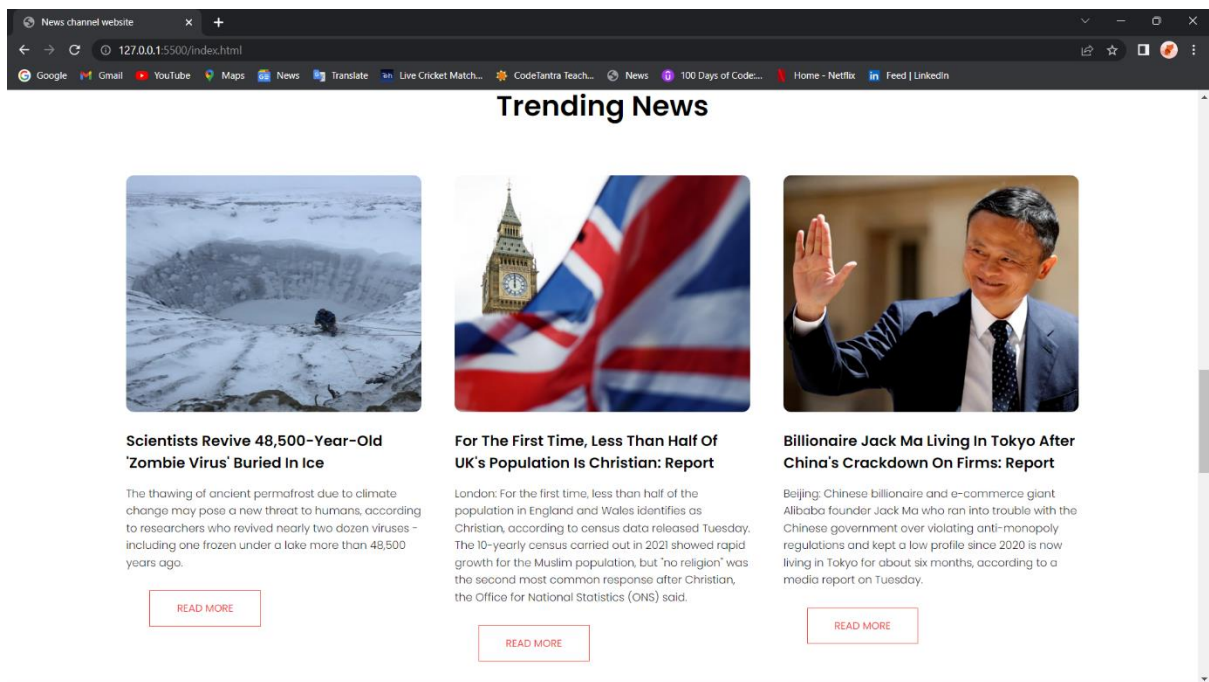 News channel website
127.0.0.1:5500/index.html
Google Gmail YouTube Maps News Translate Live Cricket Match... CodeTantra Teach... News 100 Days of Code:... Home - Netflix Feed | LinkedIn
Trending News
Scientists Revive 48,500-Year-Old
'Zombie Virus' Buried In Ice
The thawing of ancient permafrost due to climate
change may pose a new threat to humans, according
to researchers who revived nearly two dozen viruses -
including one frozen under a lake more than 48,500
years ago.
READ MORE
For The First Time, Less Than Half Of
UK's Population Is Christian: Report
London: For the first time, less than half of the
population in England and Wales identifies as
Christian, according to census data released Tuesday.
The 10-yearly census carried out in 2021 showed rapid
growth for the Muslim population, but "no religion" was
the second most common response after Christian,
the Office for National Statistics (ONS) said.
READ MORE
Billionaire Jack Ma Living In Tokyo After
China's Crackdown On Firms: Report
Beijing: Chinese billionaire and e-commerce giant
Alibaba founder Jack Ma who ran into trouble with the
Chinese government over violating anti-monopoly
regulations and kept a low profile since 2020 is now
living in Tokyo for about six months, according to a
media report on Tuesday.
READ MORE